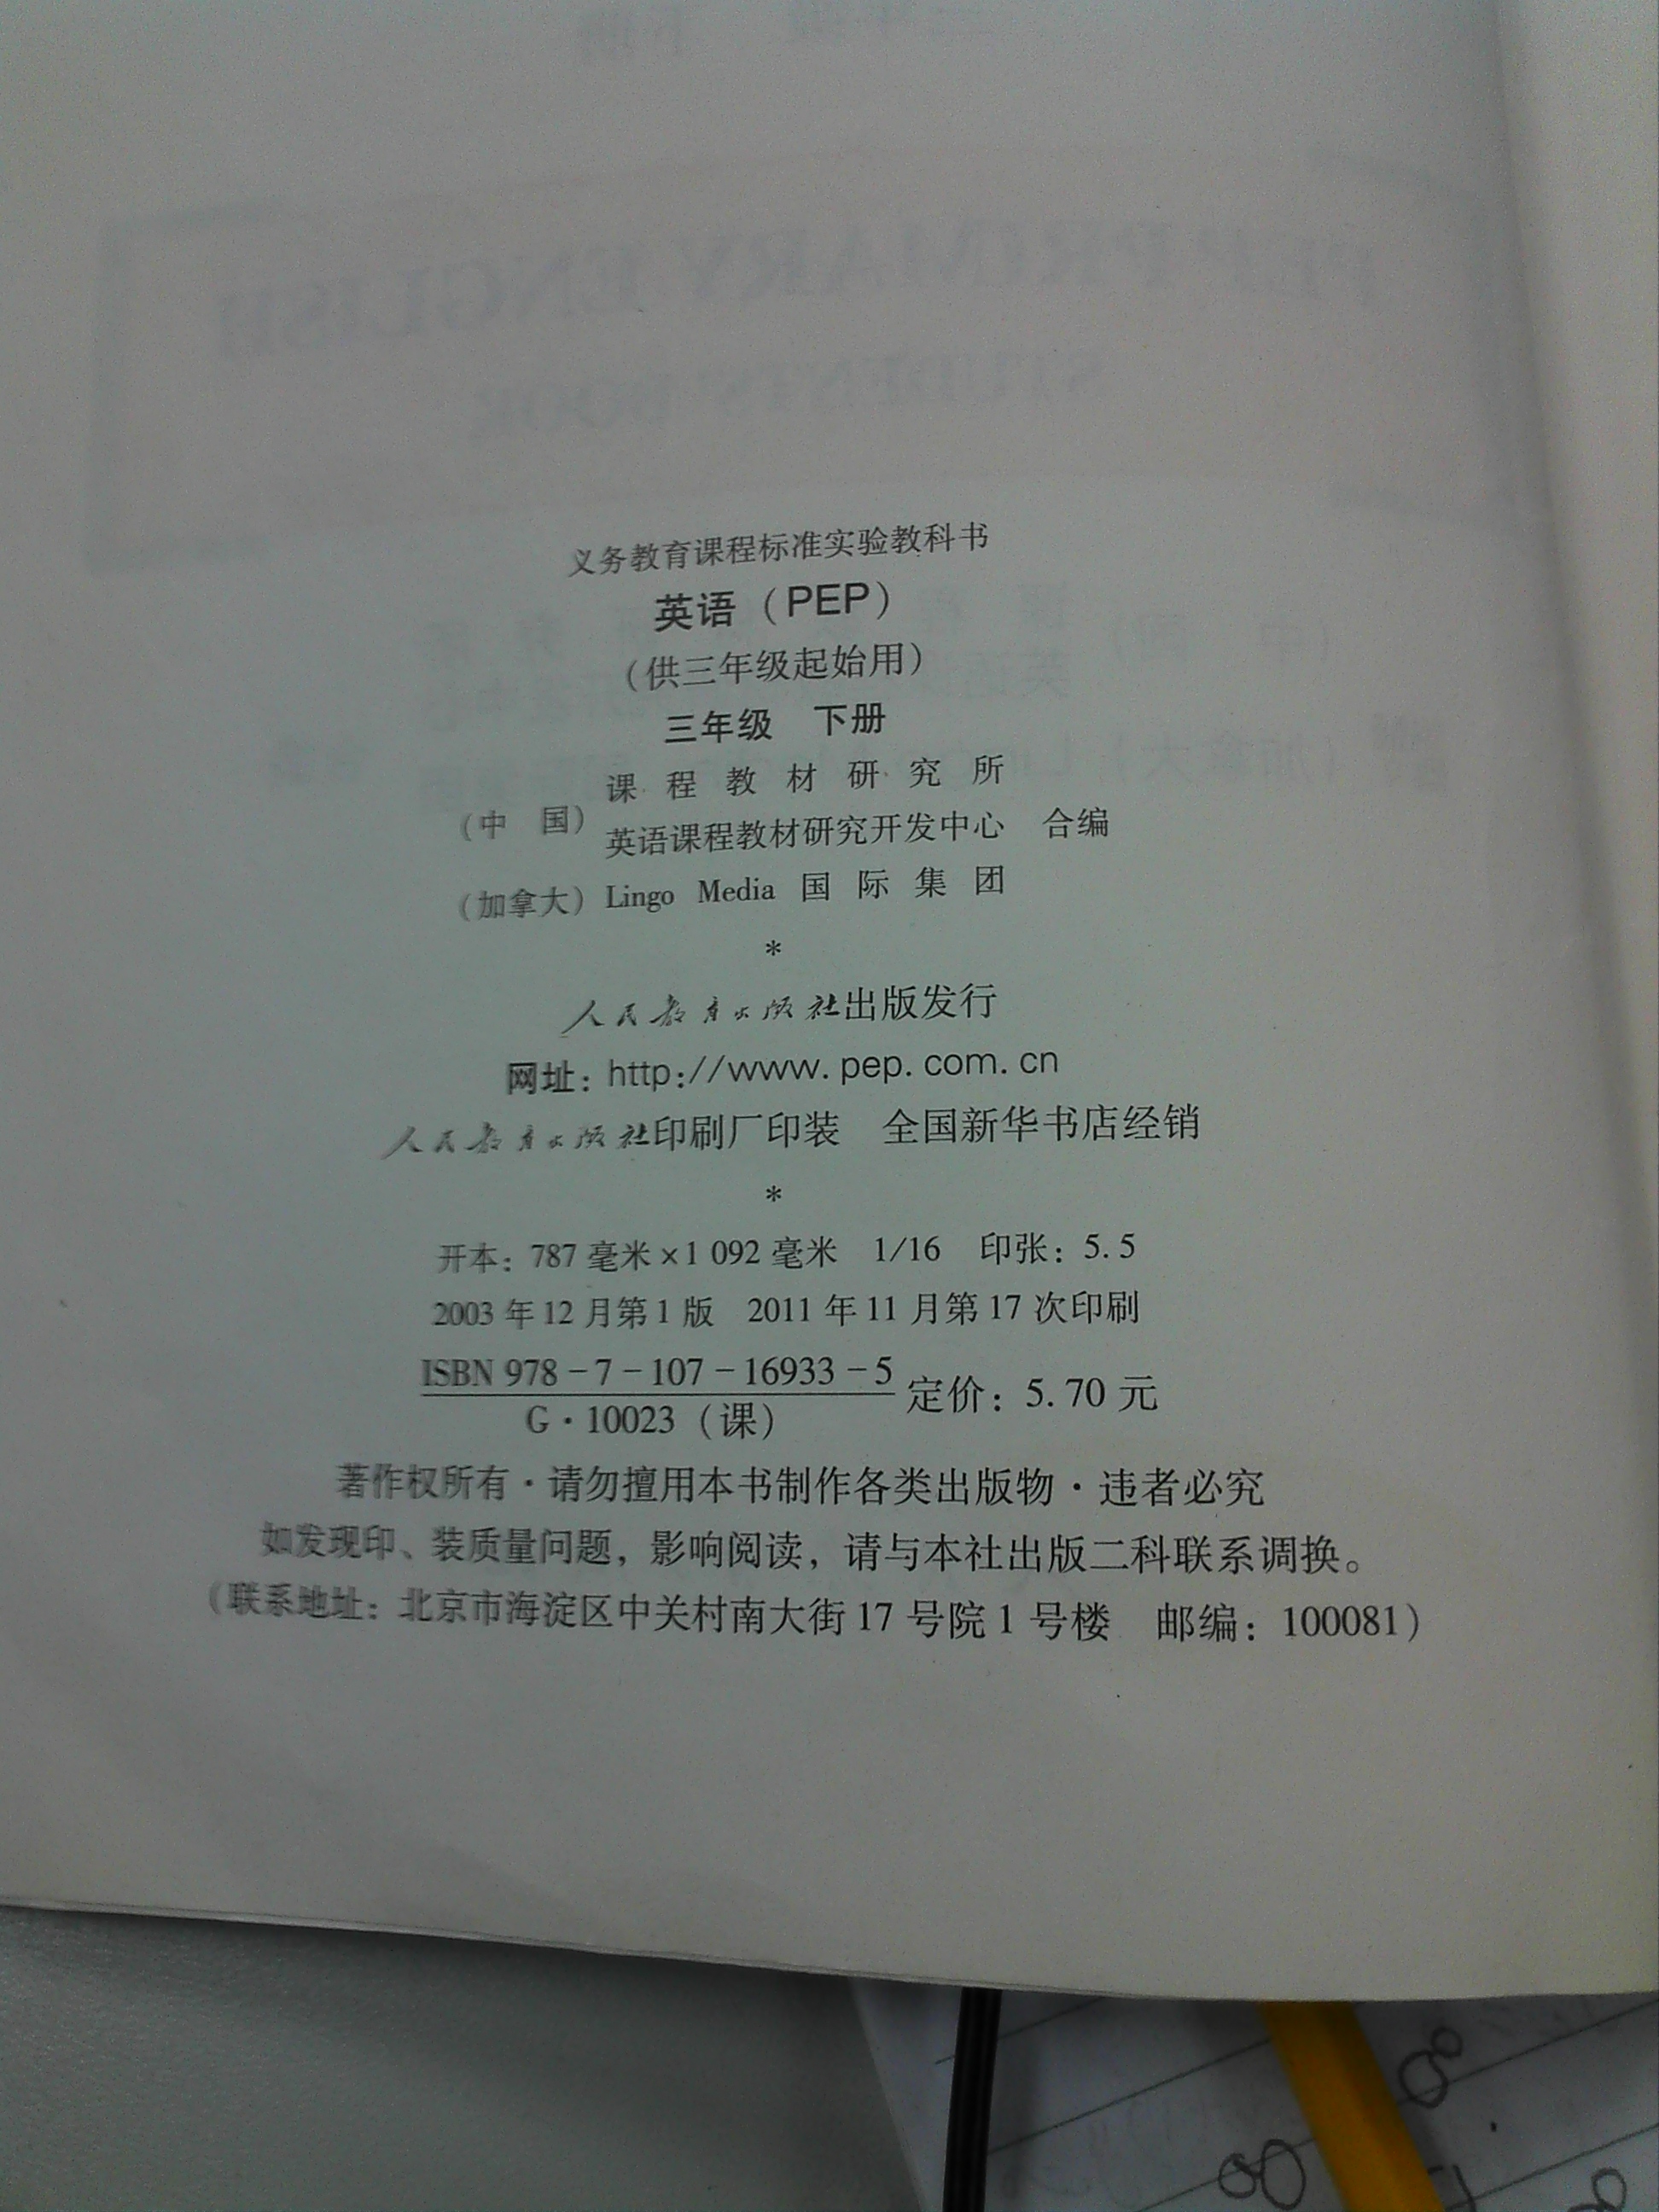 义务教育课程标准实验教科书
英语（PEP）
（供三年级起始用）
三年级 下册
课程教材研究所
（中 国）
英语课程教材研究开发中心 合编
（加拿大）Lingo Media 国际集团
*
人民教育出版社出版发行
网址：http://www.pep.com.cn
人民教育出版社印刷厂印装 全国新华书店经销
*
开本：787 毫米×1 092 毫米 1/16 印张：5.5
2003 年 12 月第 1 版 2011 年 11 月第 17 次印刷
ISBN 978-7-107-16933-5
G·10023（课）
定价：5.70 元
著作权所有·请勿擅用本书制作各类出版物·违者必究
如发现印、装质量问题，影响阅读，请与本社出版二科联系调换。
（联系地址：北京市海淀区中关村南大街 17 号院 1 号楼 邮编：100081）